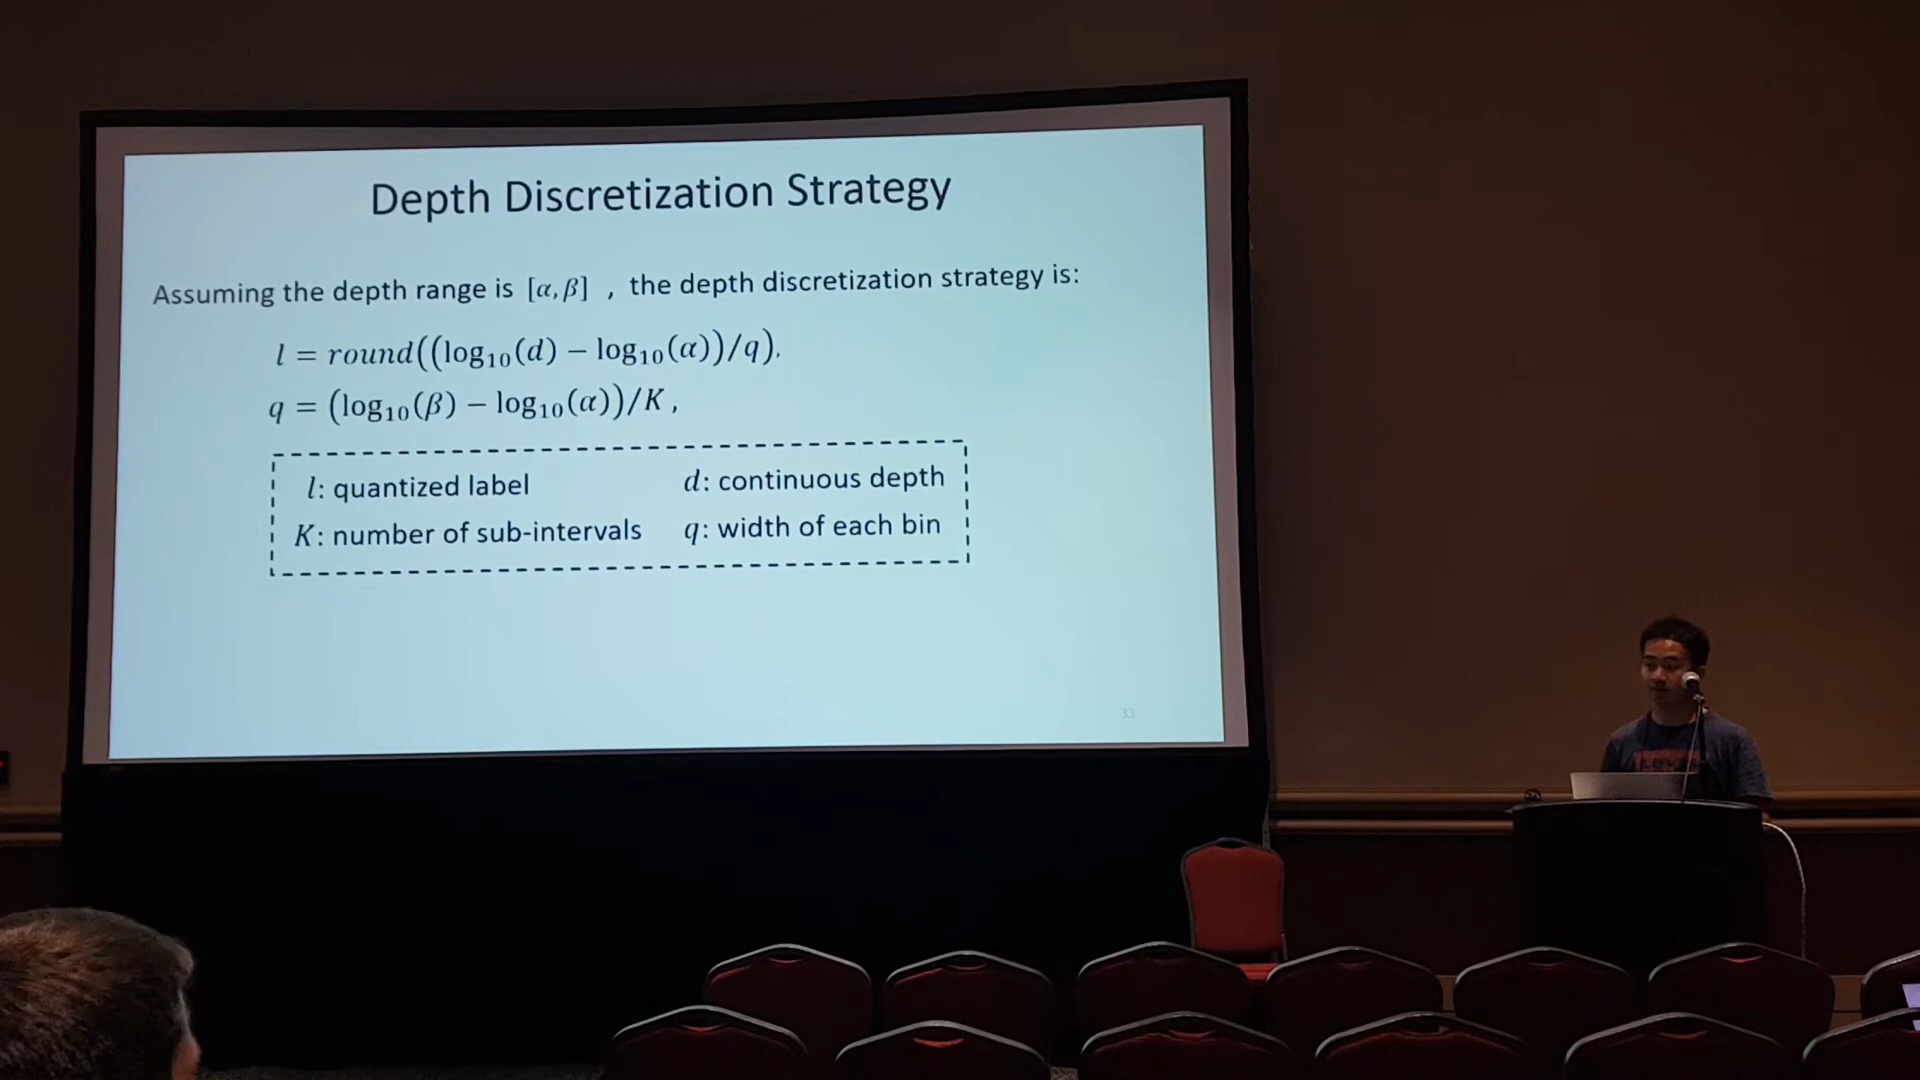 Depth Discretization Strategy
Assuming the depth range is [α, β] , the depth discretization strategy is:
l = round((log₁₀(d) − log₁₀(α))/q),
q = (log₁₀(β) − log₁₀(α))/K ,
l: quantized label d: continuous depth
K: number of sub-intervals q: width of each bin
33